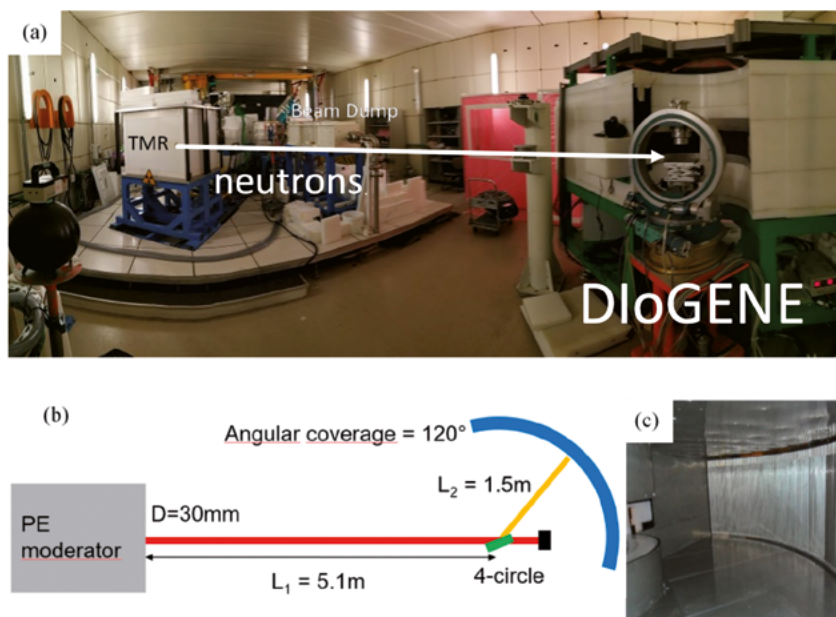 (a)
Beam Dump
TMR
neutrons
DIoGENE
(b)
Angular coverage = 120°
L₂ = 1.5m
D=30mm
PE
moderator
L₁ = 5.1m
4-circle
(c)